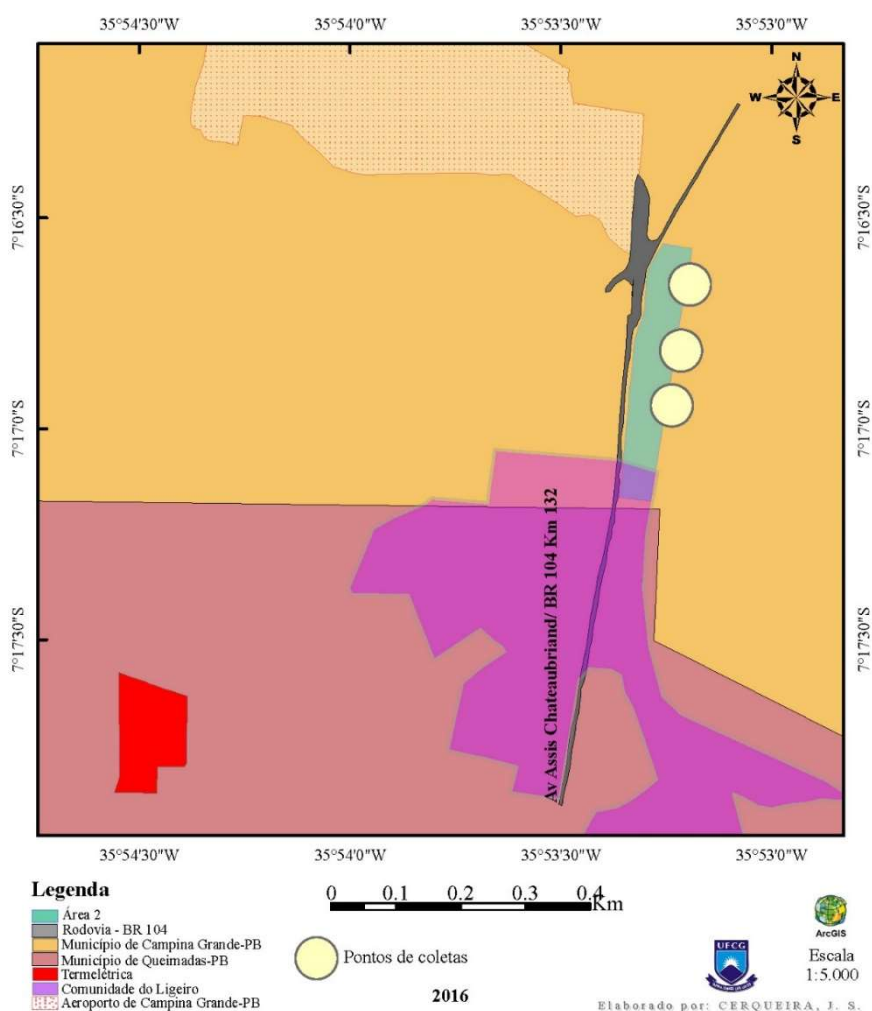 35°54'30"W 35°54'0"W 35°53'30"W 35°53'0"W
N
W E
S
7°16'30"S 7°16'30"S
7°17'0"S 7°17'0"S
Av Assis Chateaubriand/ BR 104 Km 132
7°17'30"S 7°17'30"S
35°54'30"W 35°54'0"W 35°53'30"W 35°53'0"W
Legenda
Área 2
Rodovia - BR 104
Município de Campina Grande-PB
Município de Queimadas-PB
Termelétrica
Comunidade do Ligeiro
Aeroporto de Campina Grande-PB
0 0.1 0.2 0.3 0.4
Km
Pontos de coletas
2016
UFCG
ArcGIS
Escala
1:5.000
Elaborado por: CERQUEIRA, J. S.